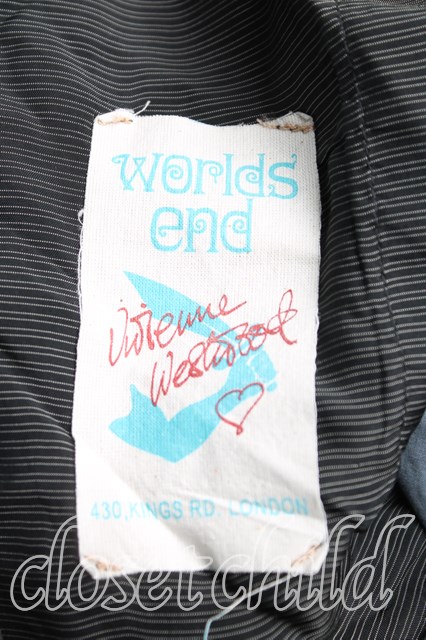 worlds
end
Vivienne
Westwood
430, KINGS RD. LONDON
closet child